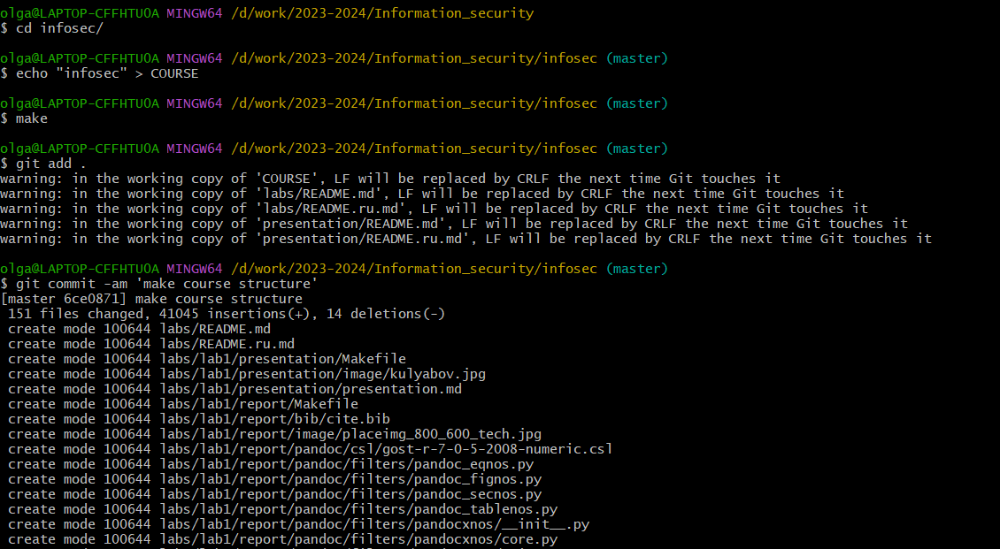 olga@LAPTOP-CFFHTU0A MINGW64 /d/work/2023-2024/Information_security
$ cd infosec/
olga@LAPTOP-CFFHTU0A MINGW64 /d/work/2023-2024/Information_security/infosec (master)
$ echo "infosec" > COURSE
olga@LAPTOP-CFFHTU0A MINGW64 /d/work/2023-2024/Information_security/infosec (master)
$ make
olga@LAPTOP-CFFHTU0A MINGW64 /d/work/2023-2024/Information_security/infosec (master)
$ git add .
warning: in the working copy of 'COURSE', LF will be replaced by CRLF the next time Git touches it
warning: in the working copy of 'labs/README.md', LF will be replaced by CRLF the next time Git touches it
warning: in the working copy of 'labs/README.ru.md', LF will be replaced by CRLF the next time Git touches it
warning: in the working copy of 'presentation/README.md', LF will be replaced by CRLF the next time Git touches it
warning: in the working copy of 'presentation/README.ru.md', LF will be replaced by CRLF the next time Git touches it
olga@LAPTOP-CFFHTU0A MINGW64 /d/work/2023-2024/Information_security/infosec (master)
$ git commit -am 'make course structure'
[master 6ce0871] make course structure
151 files changed, 41045 insertions(+), 14 deletions(-)
create mode 100644 labs/README.md
create mode 100644 labs/README.ru.md
create mode 100644 labs/lab1/presentation/Makefile
create mode 100644 labs/lab1/presentation/image/kulyabov.jpg
create mode 100644 labs/lab1/presentation/presentation.md
create mode 100644 labs/lab1/report/Makefile
create mode 100644 labs/lab1/report/bib/cite.bib
create mode 100644 labs/lab1/report/image/placeimg_800_600_tech.jpg
create mode 100644 labs/lab1/report/pandoc/csl/gost-r-7-0-5-2008-numeric.csl
create mode 100644 labs/lab1/report/pandoc/filters/pandoc_eqnos.py
create mode 100644 labs/lab1/report/pandoc/filters/pandoc_fignos.py
create mode 100644 labs/lab1/report/pandoc/filters/pandoc_secnos.py
create mode 100644 labs/lab1/report/pandoc/filters/pandoc_tablenos.py
create mode 100644 labs/lab1/report/pandoc/filters/pandocxnos/__init__.py
create mode 100644 labs/lab1/report/pandoc/filters/pandocxnos/core.py